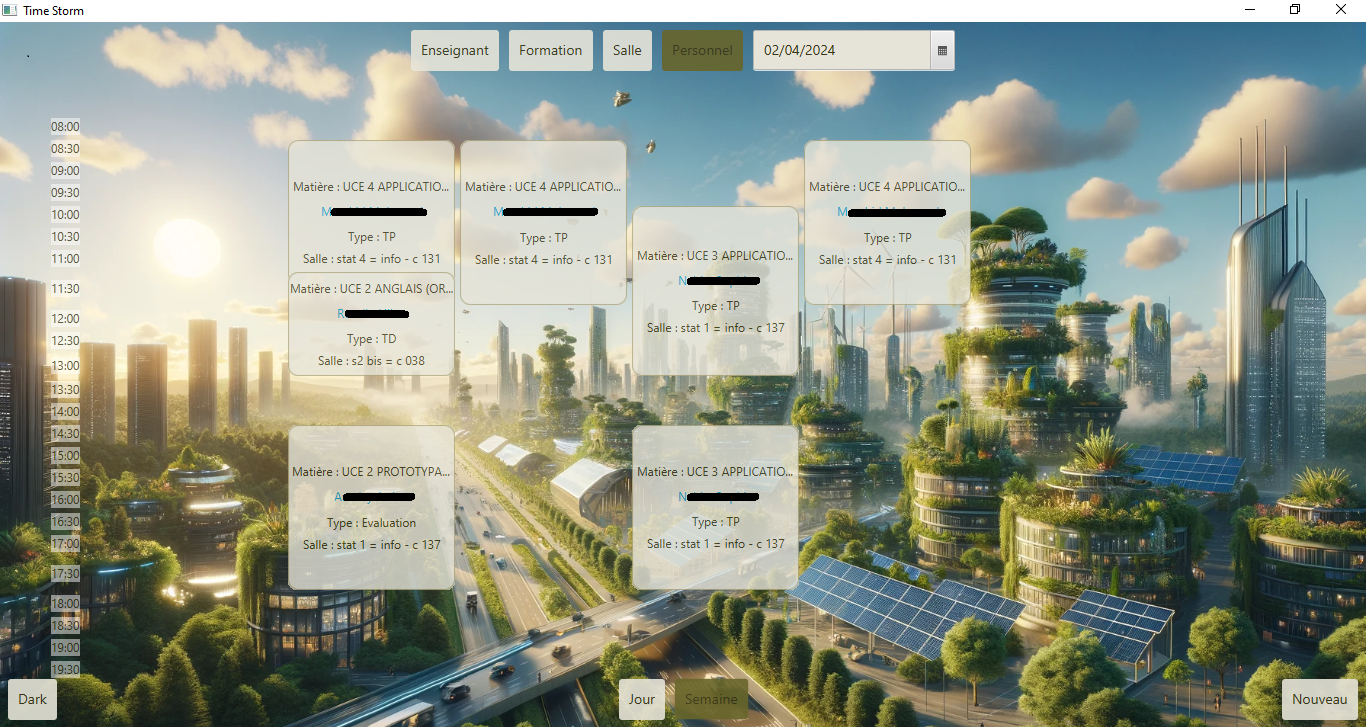 Time Storm
Enseignant
Formation
Salle
Personnel
02/04/2024
08:00
08:30
09:00
09:30
10:00
10:30
11:00
11:30
12:00
12:30
13:00
13:30
14:00
14:30
15:00
15:30
16:00
16:30
17:00
17:30
18:00
18:30
19:00
19:30
Matière : UCE 4 APPLICATIO...
M
Type : TP
Salle : stat 4 = info - c 131
Matière : UCE 2 ANGLAIS (OR...
R
Type : TD
Salle : s2 bis = c 038
Matière : UCE 2 PROTOTYPA...
A
Type : Evaluation
Salle : stat 1 = info - c 137
Matière : UCE 4 APPLICATIO...
M
Type : TP
Salle : stat 4 = info - c 131
Matière : UCE 3 APPLICATIO...
N
Type : TP
Salle : stat 1 = info - c 137
Matière : UCE 3 APPLICATIO...
N
Type : TP
Salle : stat 1 = info - c 137
Matière : UCE 4 APPLICATIO...
M
Type : TP
Salle : stat 4 = info - c 131
Dark
Jour
Semaine
Nouveau